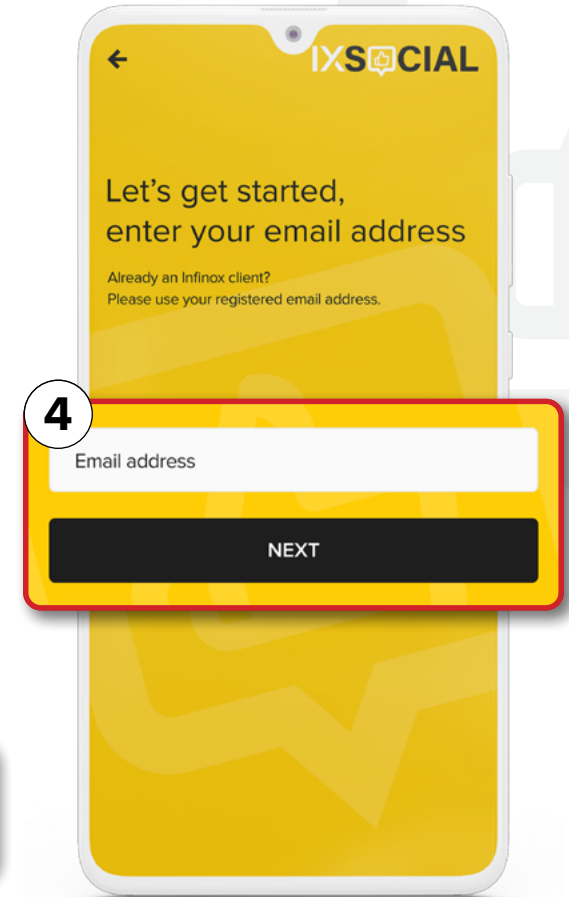 IXSOCIAL
Let's get started,
enter your email address
Already an Infinox client?
Please use your registered email address.
4
Email address
NEXT